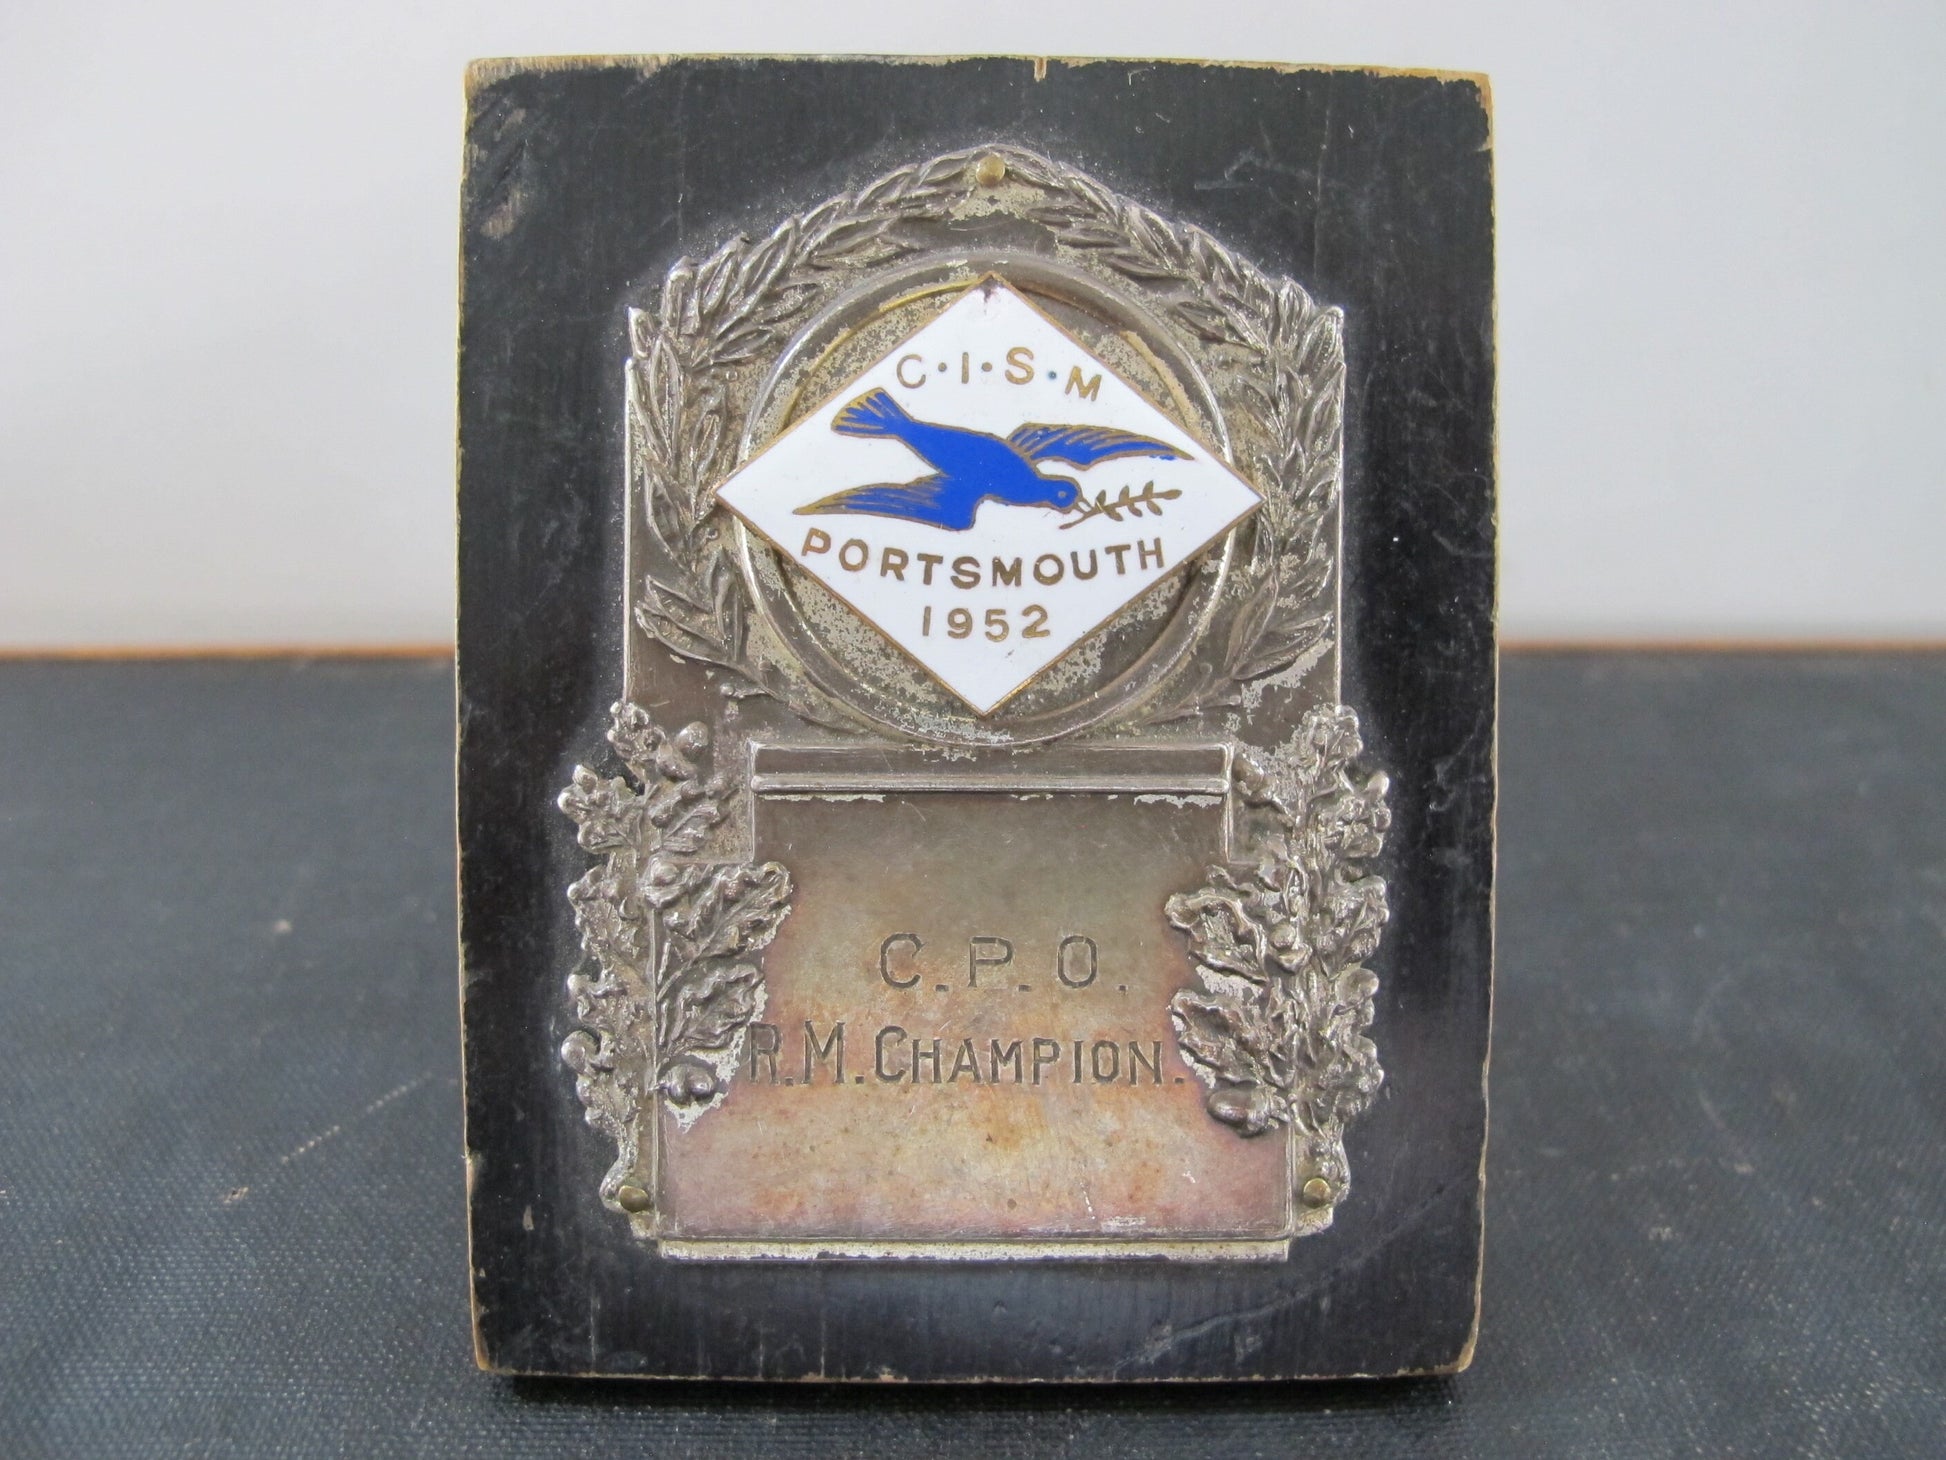 C·I·S·M
PORTSMOUTH
1952
C.P.O.
R.M. CHAMPION.